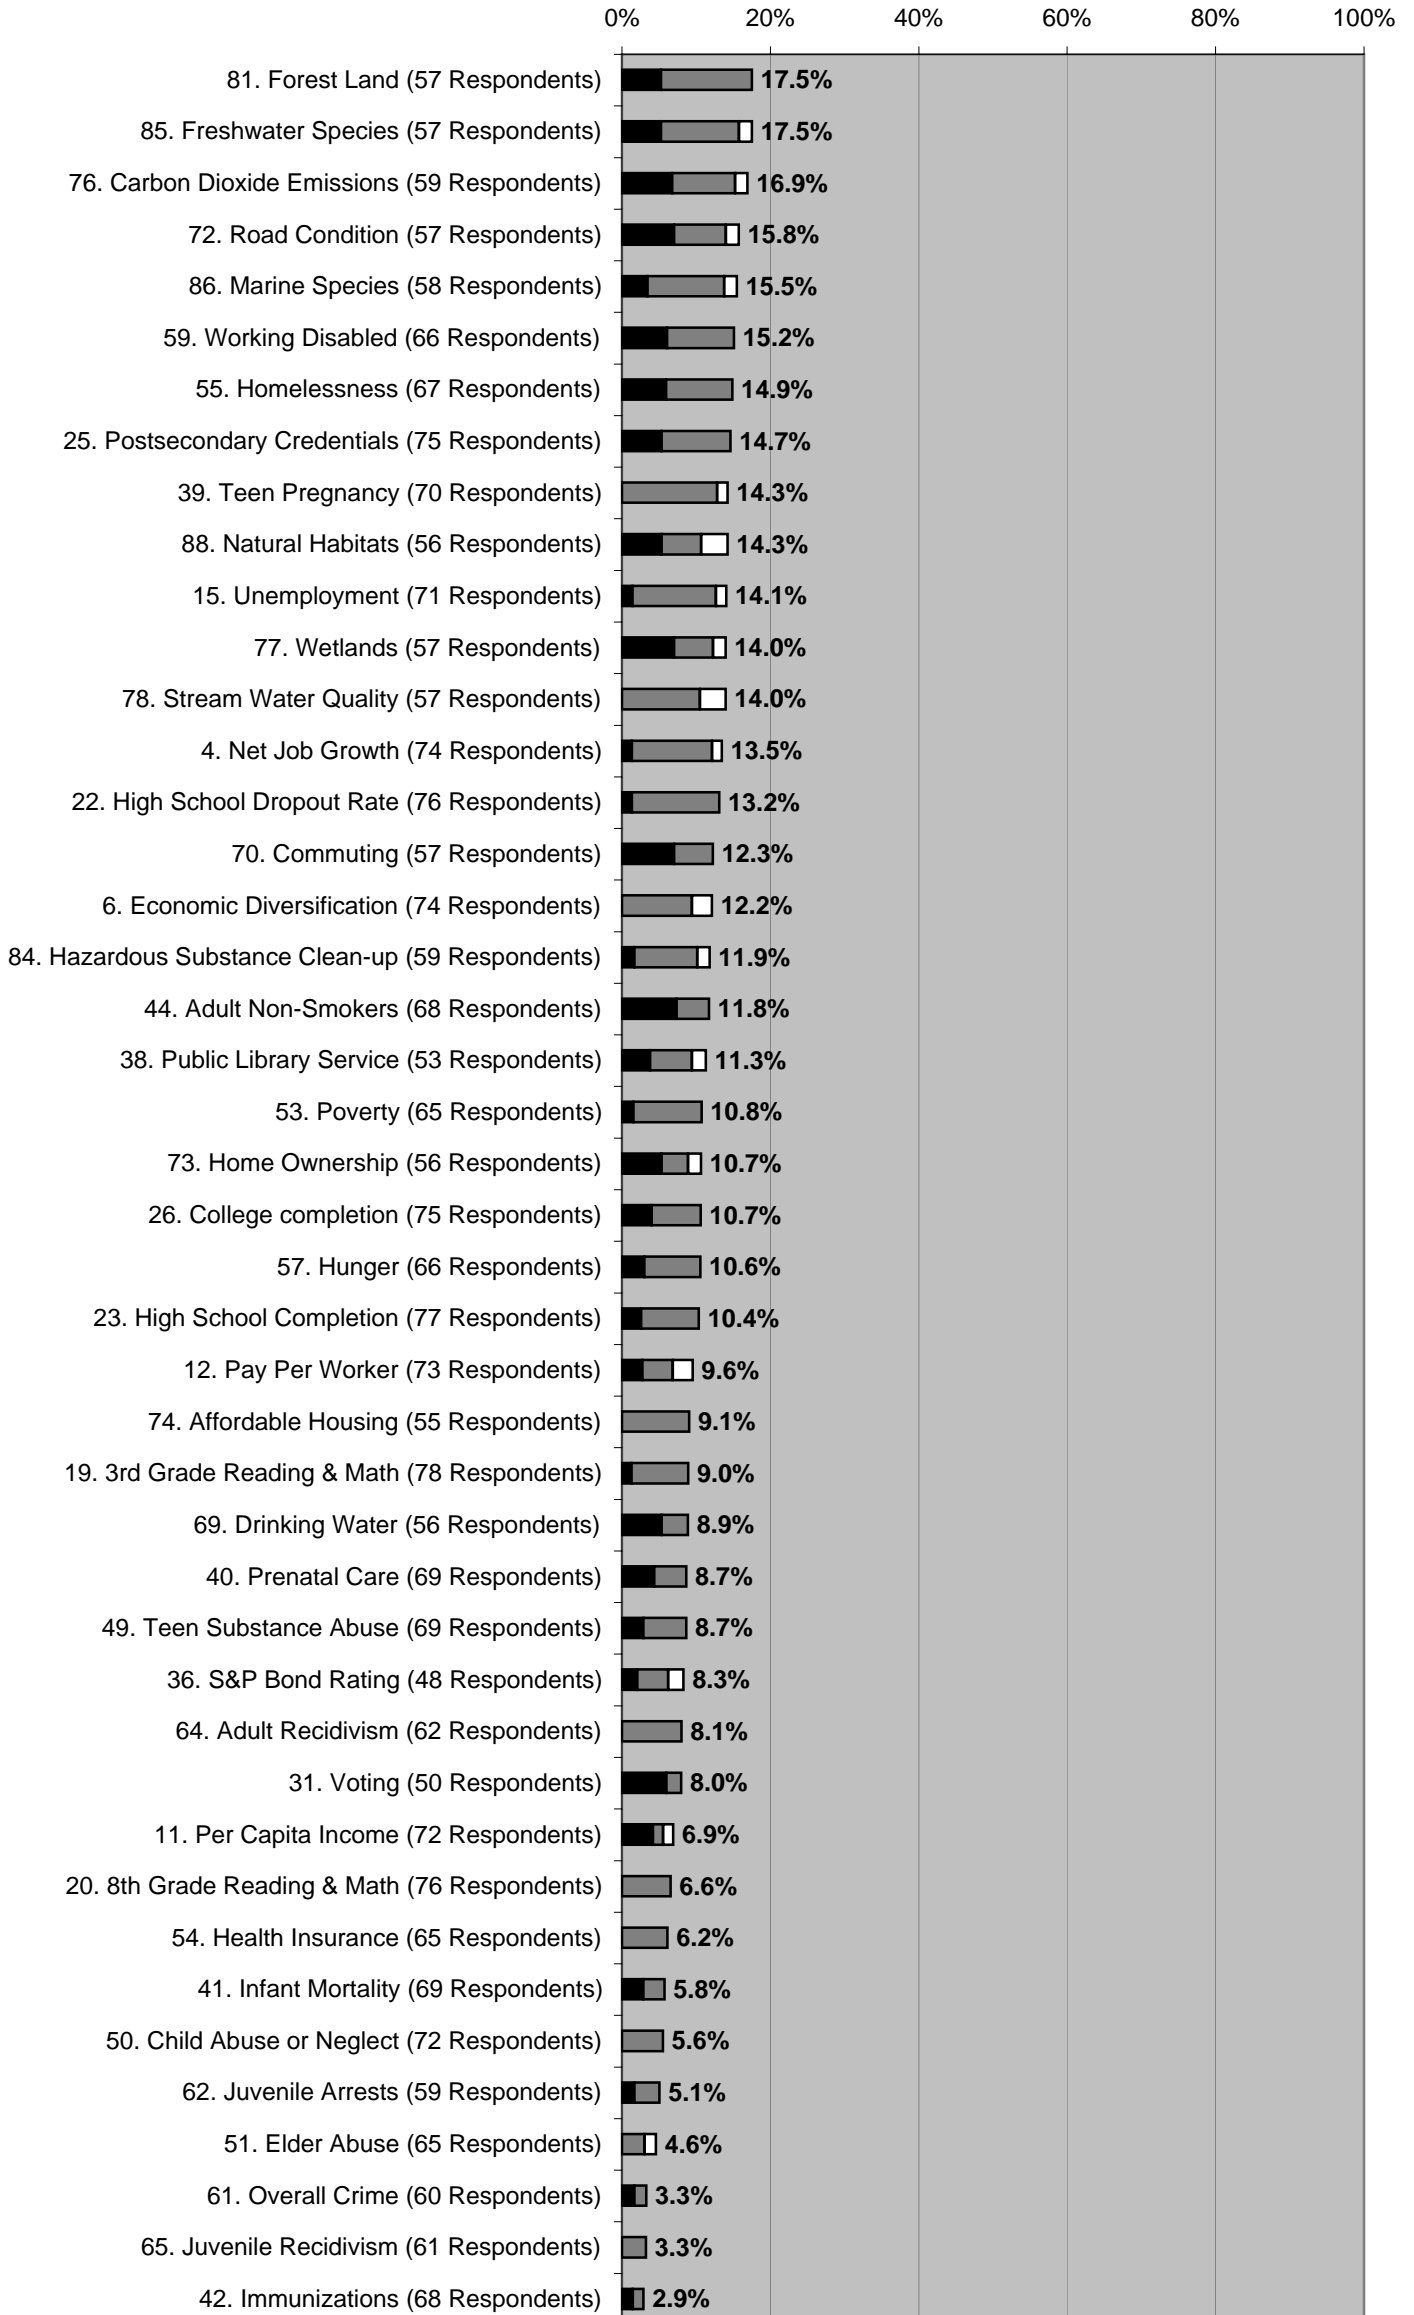 0% 20% 40% 60% 80% 100%
81. Forest Land (57 Respondents) 17.5%
85. Freshwater Species (57 Respondents) 17.5%
76. Carbon Dioxide Emissions (59 Respondents) 16.9%
72. Road Condition (57 Respondents) 15.8%
86. Marine Species (58 Respondents) 15.5%
59. Working Disabled (66 Respondents) 15.2%
55. Homelessness (67 Respondents) 14.9%
25. Postsecondary Credentials (75 Respondents) 14.7%
39. Teen Pregnancy (70 Respondents) 14.3%
88. Natural Habitats (56 Respondents) 14.3%
15. Unemployment (71 Respondents) 14.1%
77. Wetlands (57 Respondents) 14.0%
78. Stream Water Quality (57 Respondents) 14.0%
4. Net Job Growth (74 Respondents) 13.5%
22. High School Dropout Rate (76 Respondents) 13.2%
70. Commuting (57 Respondents) 12.3%
6. Economic Diversification (74 Respondents) 12.2%
84. Hazardous Substance Clean-up (59 Respondents) 11.9%
44. Adult Non-Smokers (68 Respondents) 11.8%
38. Public Library Service (53 Respondents) 11.3%
53. Poverty (65 Respondents) 10.8%
73. Home Ownership (56 Respondents) 10.7%
26. College completion (75 Respondents) 10.7%
57. Hunger (66 Respondents) 10.6%
23. High School Completion (77 Respondents) 10.4%
12. Pay Per Worker (73 Respondents) 9.6%
74. Affordable Housing (55 Respondents) 9.1%
19. 3rd Grade Reading & Math (78 Respondents) 9.0%
69. Drinking Water (56 Respondents) 8.9%
40. Prenatal Care (69 Respondents) 8.7%
49. Teen Substance Abuse (69 Respondents) 8.7%
36. S&P Bond Rating (48 Respondents) 8.3%
64. Adult Recidivism (62 Respondents) 8.1%
31. Voting (50 Respondents) 8.0%
11. Per Capita Income (72 Respondents) 6.9%
20. 8th Grade Reading & Math (76 Respondents) 6.6%
54. Health Insurance (65 Respondents) 6.2%
41. Infant Mortality (69 Respondents) 5.8%
50. Child Abuse or Neglect (72 Respondents) 5.6%
62. Juvenile Arrests (59 Respondents) 5.1%
51. Elder Abuse (65 Respondents) 4.6%
61. Overall Crime (60 Respondents) 3.3%
65. Juvenile Recidivism (61 Respondents) 3.3%
42. Immunizations (68 Respondents) 2.9%